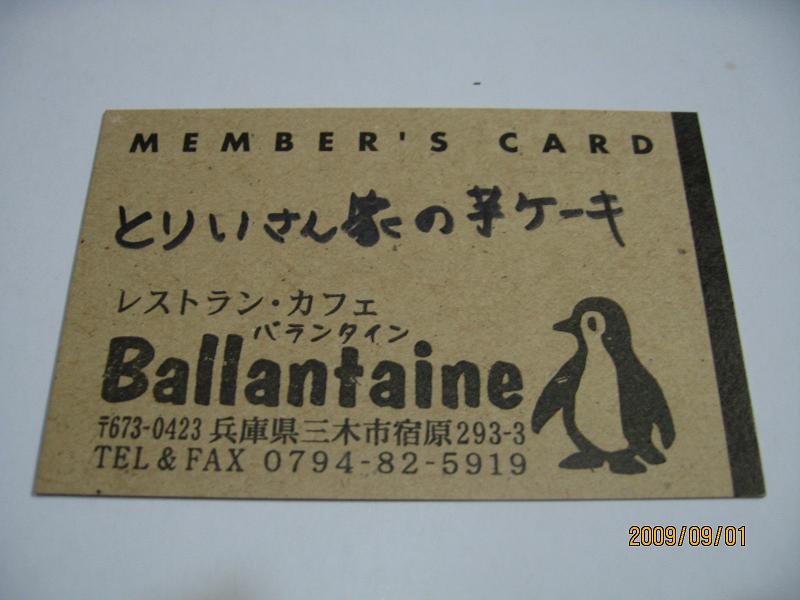 MEMBER'S CARD
とりいさん家の芋ケーキ
レストラン・カフェ
バランタイン
Ballantaine
〒673-0423 兵庫県三木市宿原293-3
TEL & FAX 0794-82-5919
2009/09/01